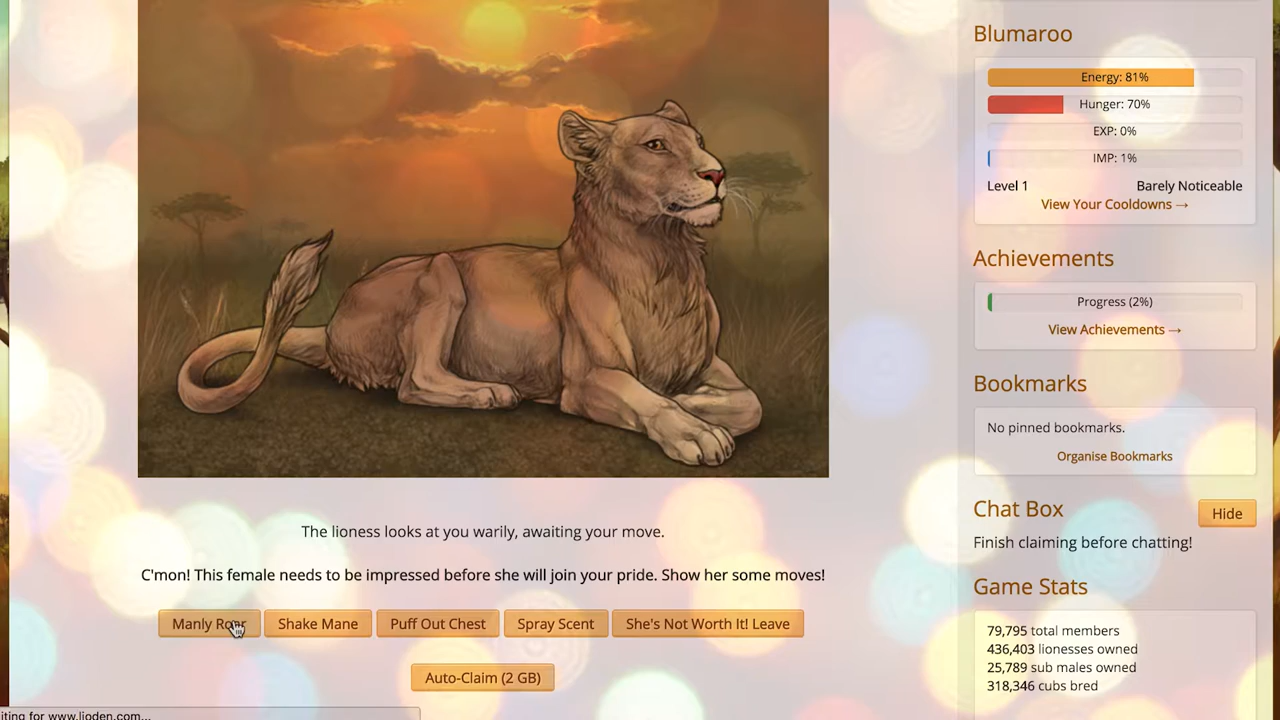 Blumaroo
Energy: 81%
Hunger: 70%
EXP: 0%
IMP: 1%
Level 1 Barely Noticeable
View Your Cooldowns →
Achievements
Progress (2%)
View Achievements →
Bookmarks
No pinned bookmarks.
Organise Bookmarks
Chat Box Hide
Finish claiming before chatting!
Game Stats
79,795 total members
436,403 lionesses owned
25,789 sub males owned
318,346 cubs bred
The lioness looks at you warily, awaiting your move.
C'mon! This female needs to be impressed before she will join your pride. Show her some moves!
Manly Roar Shake Mane Puff Out Chest Spray Scent She's Not Worth It! Leave
Auto-Claim (2 GB)
iting for www.lioden.com...